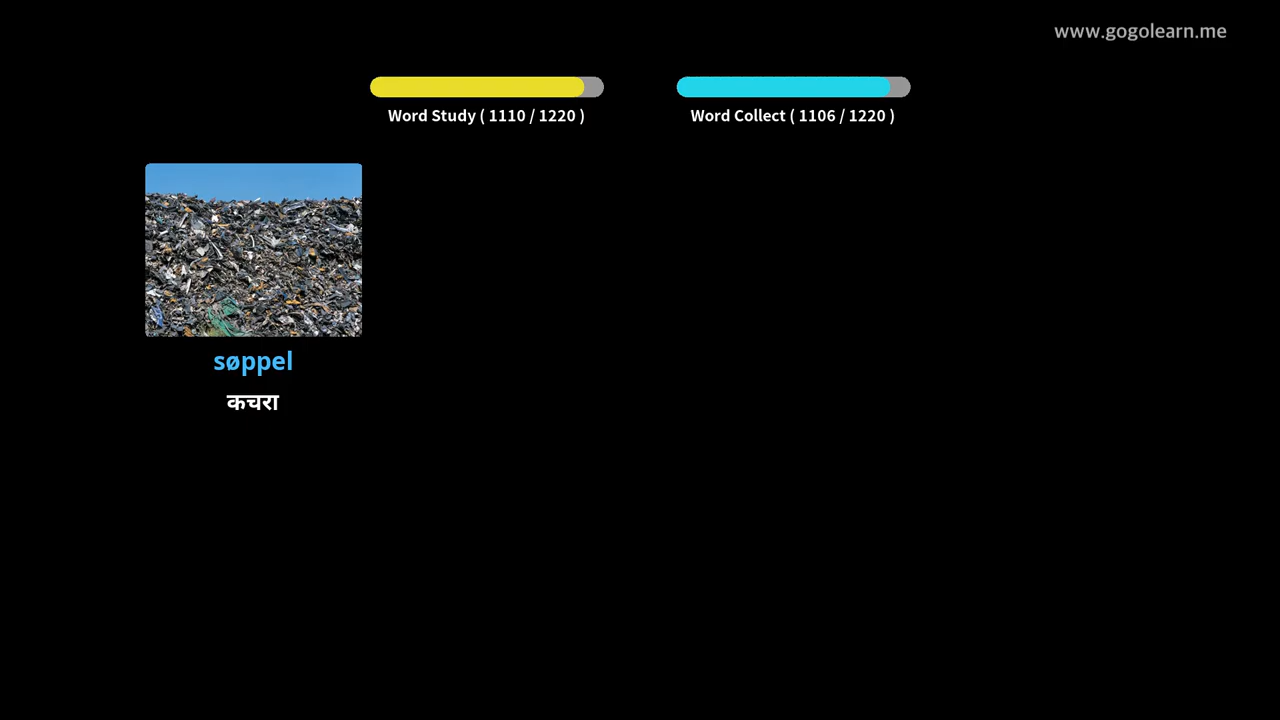 www.gogolearn.me
Word Study ( 1110 / 1220 )
Word Collect ( 1106 / 1220 )
søppel
कचरा